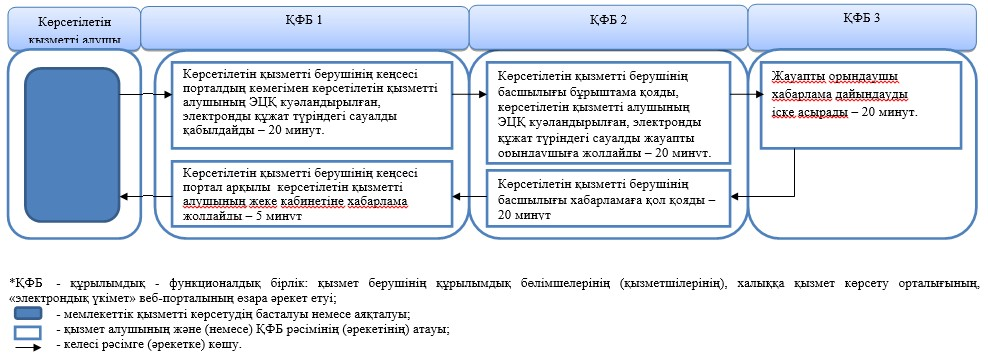 Көрсетілетін
қызметті алушы
ҚФБ 1
ҚФБ 2
ҚФБ 3
Көрсетілетін қызметті берушінің кеңсесі
порталдың көмегімен көрсетілетін қызметті
алушының ЭЦҚ куәландырылған,
электронды құжат түріндегі сауалды
қабылдайды – 20 минут.
Көрсетілетін қызметті берушінің
басшылығы бұрыштама қояды,
көрсетілетін қызметті алушының
ЭЦҚ куәландырылған, электронды
құжат түріндегі сауалды жауапты
орындаушыға жолдайды – 20 минут.
Жауапты орындаушы
хабарлама дайындауды
іске асырады – 20 минут.
Көрсетілетін қызметті берушінің кеңсесі
портал арқылы көрсетілетін қызметті
алушының жеке кабинетіне хабарлама
жолдайды – 5 минут
Көрсетілетін қызметті берушінің
басшылығы хабарламаға қол қояды –
20 минут
*ҚФБ - құрылымдық - функционалдық бірлік: қызмет берушінің құрылымдық бөлімшелерінің (қызметшілерінің), халыққа қызмет көрсету орталығының,
«электрондық үкімет» веб-порталының өзара әрекет етуі;
- мемлекеттік қызметті көрсетудің басталуы немесе аяқталуы;
- қызмет алушының және (немесе) ҚФБ рәсімінің (әрекетінің) атауы;
- келесі рәсімге (әрекетке) көшу.